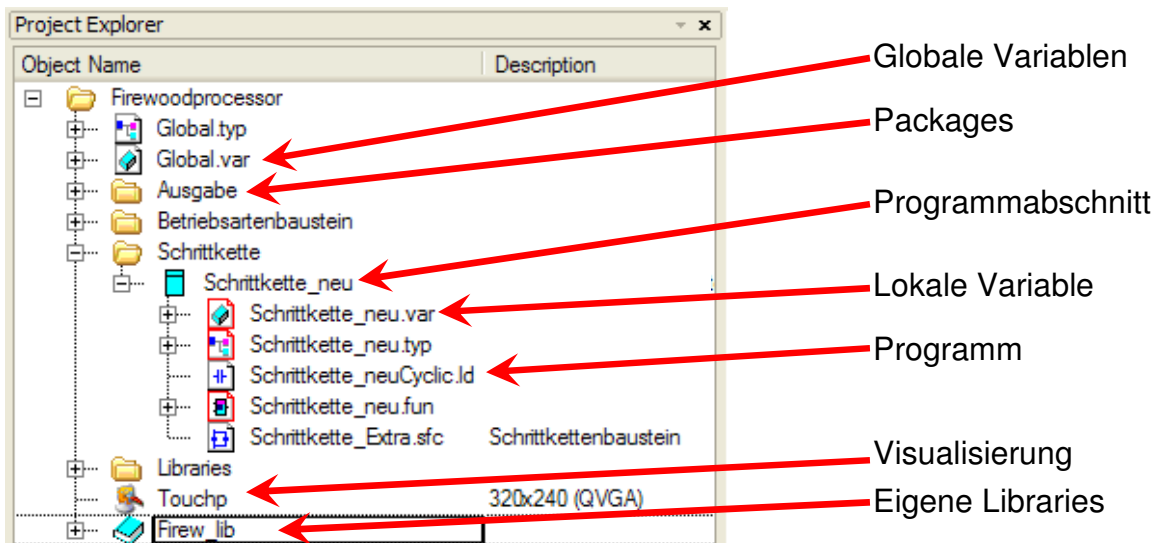 Project Explorer
Object Name Description
Globale Variablen
Firewoodprocessor
Global.typ
Packages
Global.var
Ausgabe
Programmabschnitt
Betriebsartenbaustein
Schrittkette
Schrittkette_neu
Lokale Variable
Schrittkette_neu.var
Schrittkette_neu.typ
Programm
Schrittkette_neuCyclic.ld
Schrittkette_neu.fun
Schrittkette_Extra.sfc Schrittkettenbaustein
Visualisierung
Libraries
Touchp 320x240 (QVGA)
Eigene Libraries
Firew_lib